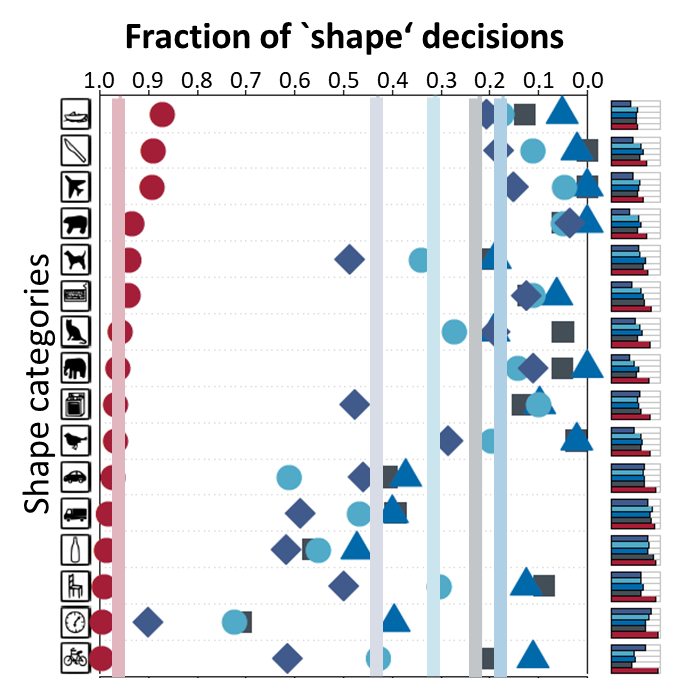 Fraction of `shape‘ decisions
1.0 0.9 0.8 0.7 0.6 0.5 0.4 0.3 0.2 0.1 0.0
Shape categories